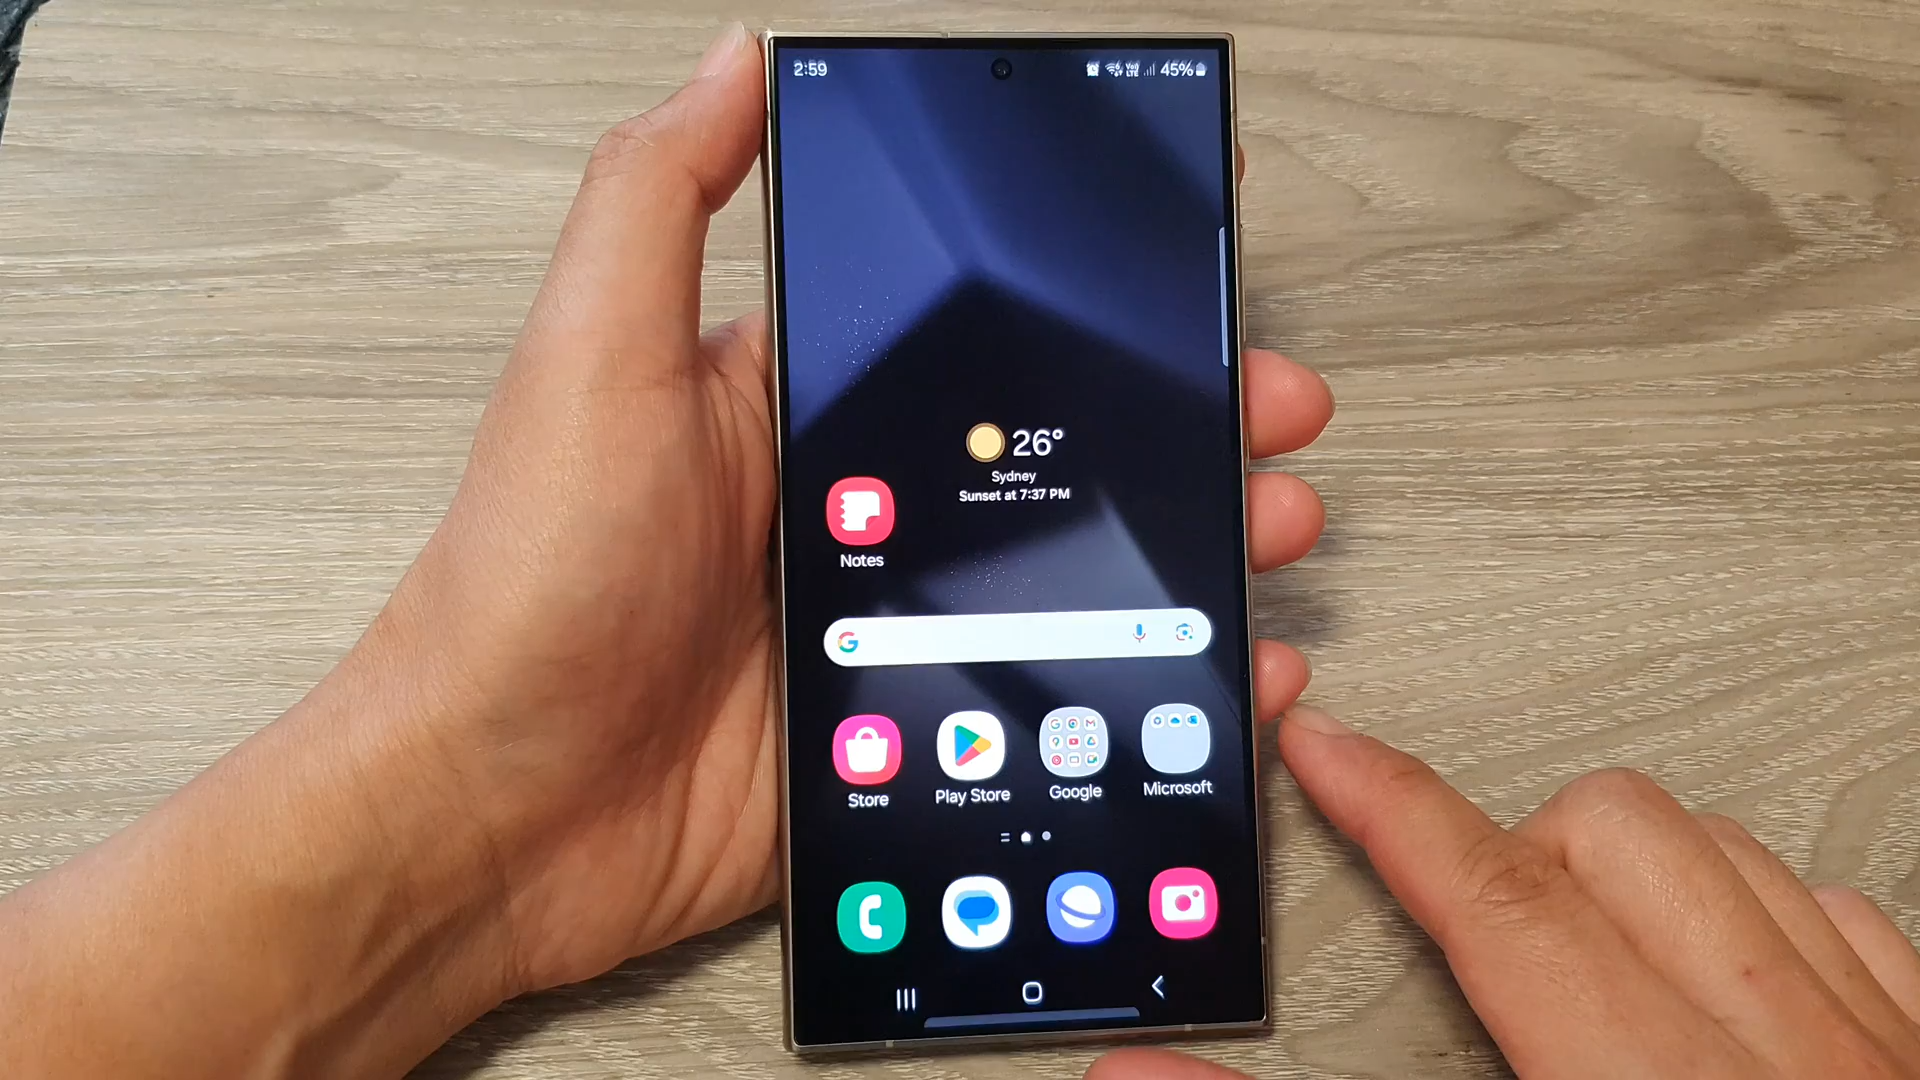 2:59
45%
26°
Sydney
Sunset at 7:37 PM
Notes
Store
Play Store
Google
Microsoft